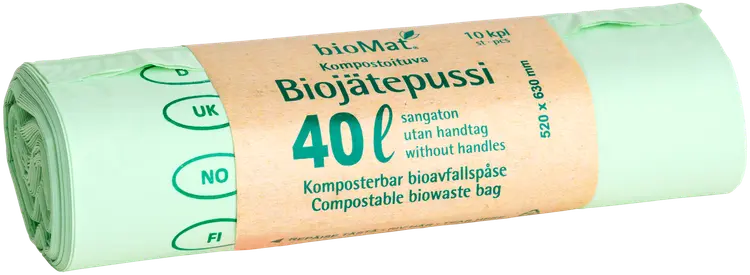 bioMat®
Kompostoituva
Biojätepussi
10 kpl
st - pcs
40ℓ
sangaton
utan handtag
without handles
520 x 630 mm
Komposterbar bioavfallspåse
Compostable biowaste bag
D
UK
NO
FI